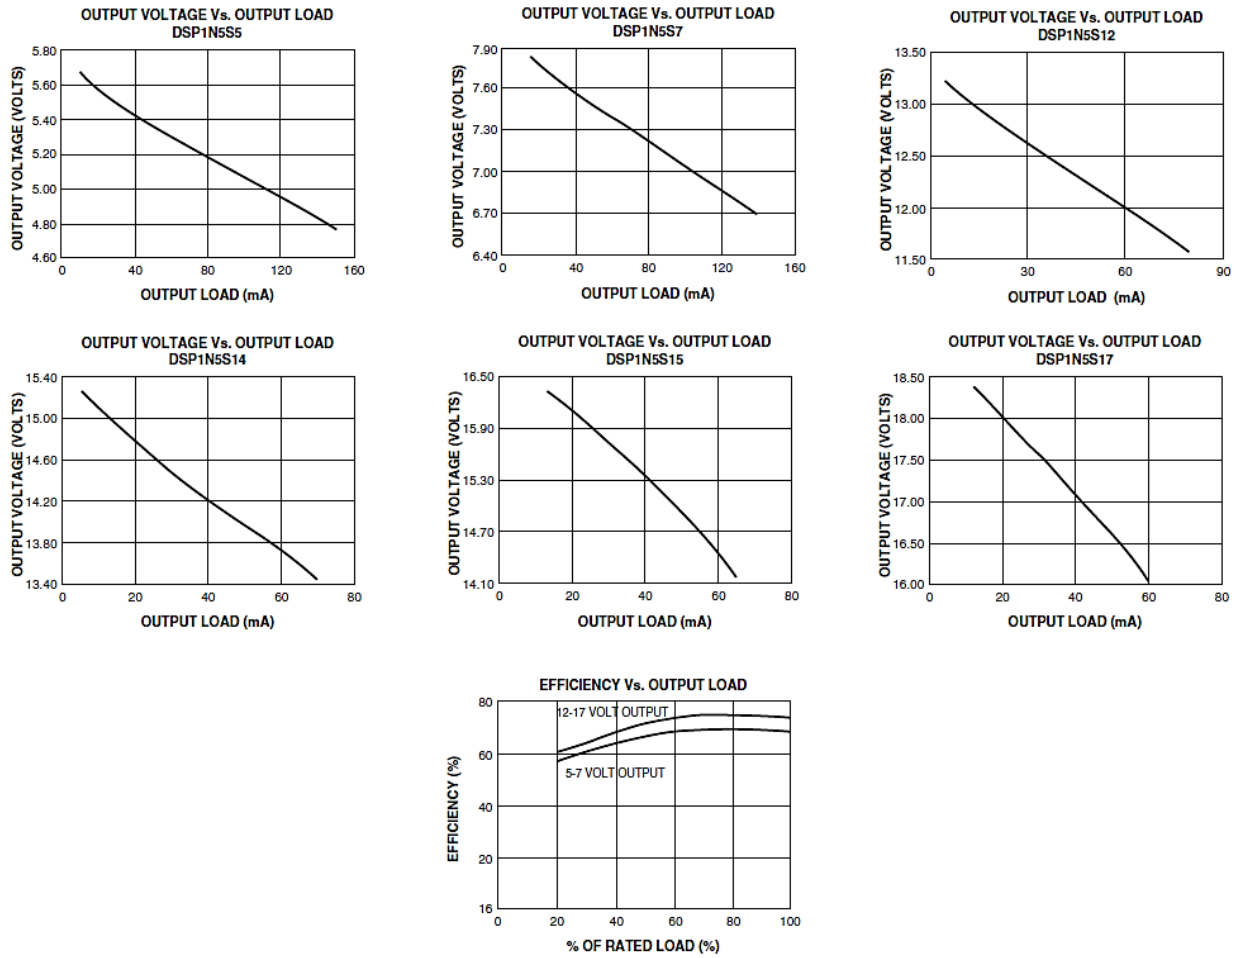 OUTPUT VOLTAGE Vs. OUTPUT LOAD
DSP1N5S5
OUTPUT VOLTAGE (VOLTS)
5.80
5.60
5.40
5.20
5.00
4.80
4.60
0
40
80
120
160
OUTPUT LOAD (mA)
OUTPUT VOLTAGE Vs. OUTPUT LOAD
DSP1N5S7
OUTPUT VOLTAGE (VOLTS)
7.90
7.60
7.30
7.00
6.70
6.40
0
40
80
120
160
OUTPUT LOAD (mA)
OUTPUT VOLTAGE Vs. OUTPUT LOAD
DSP1N5S12
OUTPUT VOLTAGE (VOLTS)
13.50
13.00
12.50
12.00
11.50
0
30
60
90
OUTPUT LOAD (mA)
OUTPUT VOLTAGE Vs. OUTPUT LOAD
DSP1N5S14
OUTPUT VOLTAGE (VOLTS)
15.40
15.00
14.60
14.20
13.80
13.40
0
20
40
60
80
OUTPUT LOAD (mA)
OUTPUT VOLTAGE Vs. OUTPUT LOAD
DSP1N5S15
OUTPUT VOLTAGE (VOLTS)
16.50
15.90
15.30
14.70
14.10
0
20
40
60
80
OUTPUT LOAD (mA)
OUTPUT VOLTAGE Vs. OUTPUT LOAD
DSP1N5S17
OUTPUT VOLTAGE (VOLTS)
18.50
18.00
17.50
17.00
16.50
16.00
0
20
40
60
80
OUTPUT LOAD (mA)
EFFICIENCY Vs. OUTPUT LOAD
EFFICIENCY (%)
80
60
40
20
16
12-17 VOLT OUTPUT
5-7 VOLT OUTPUT
0
20
40
60
80
100
% OF RATED LOAD (%)